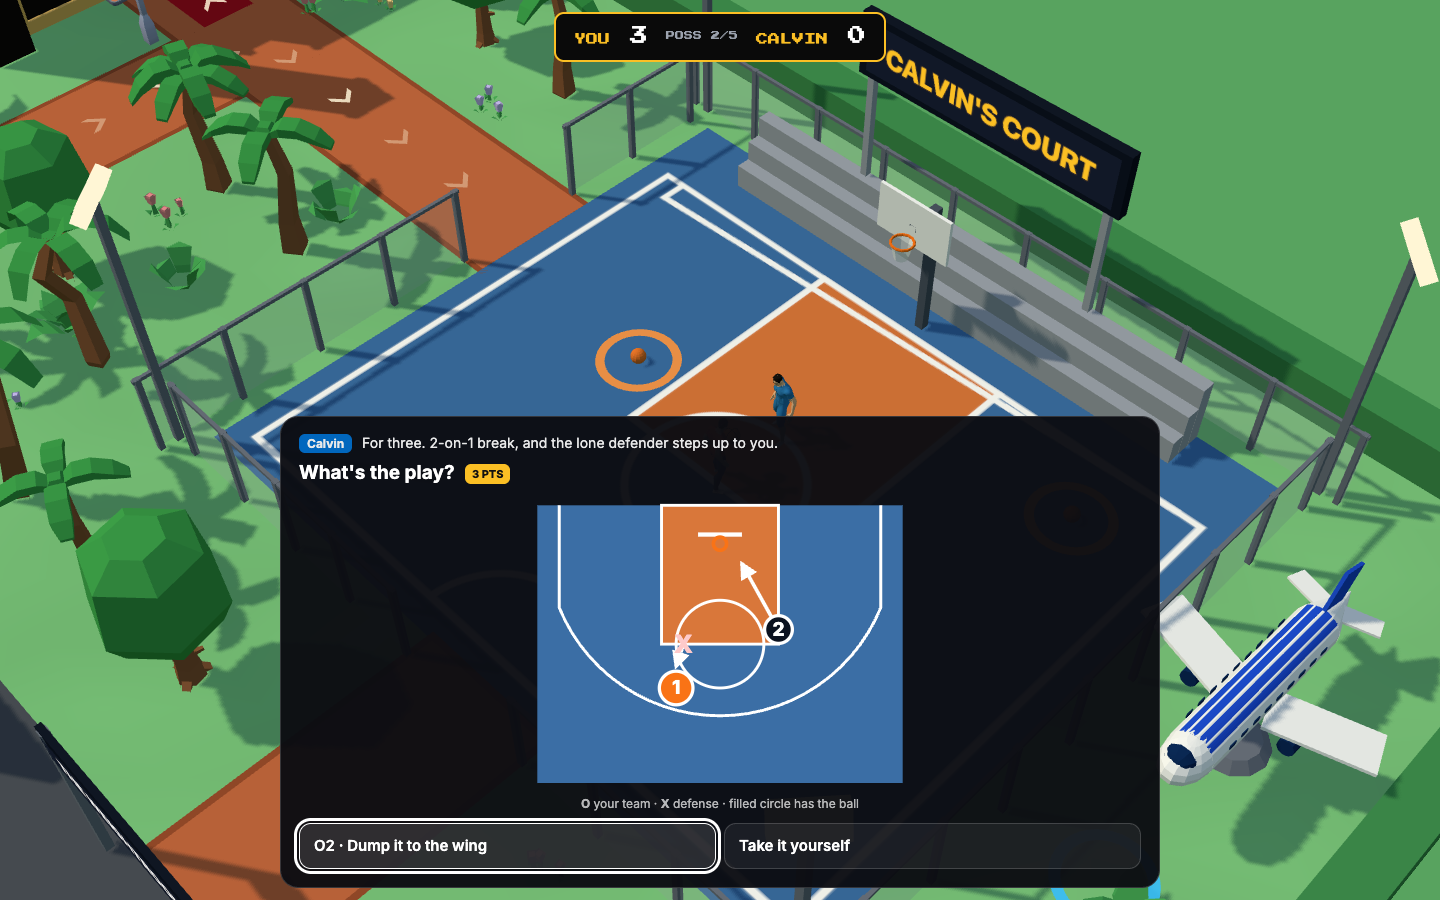 YOU 3 POSS 2/5 CALVIN 0
CALVIN'S COURT
Calvin For three. 2-on-1 break, and the lone defender steps up to you.
What's the play? 3 PTS
X
2
1
O your team · X defense · filled circle has the ball
O2 · Dump it to the wing
Take it yourself